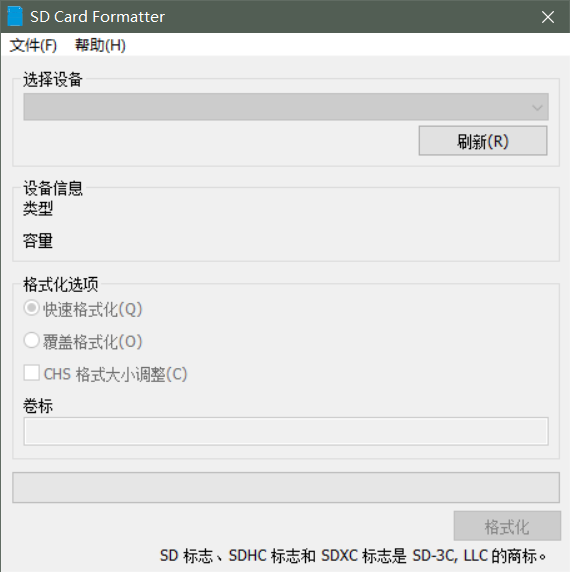 SD Card Formatter
文件(F) 帮助(H)
选择设备
刷新(R)
设备信息
类型
容量
格式化选项
快速格式化(Q)
覆盖格式化(O)
CHS 格式大小调整(C)
卷标
格式化
SD 标志、SDHC 标志和 SDXC 标志是 SD-3C, LLC 的商标。